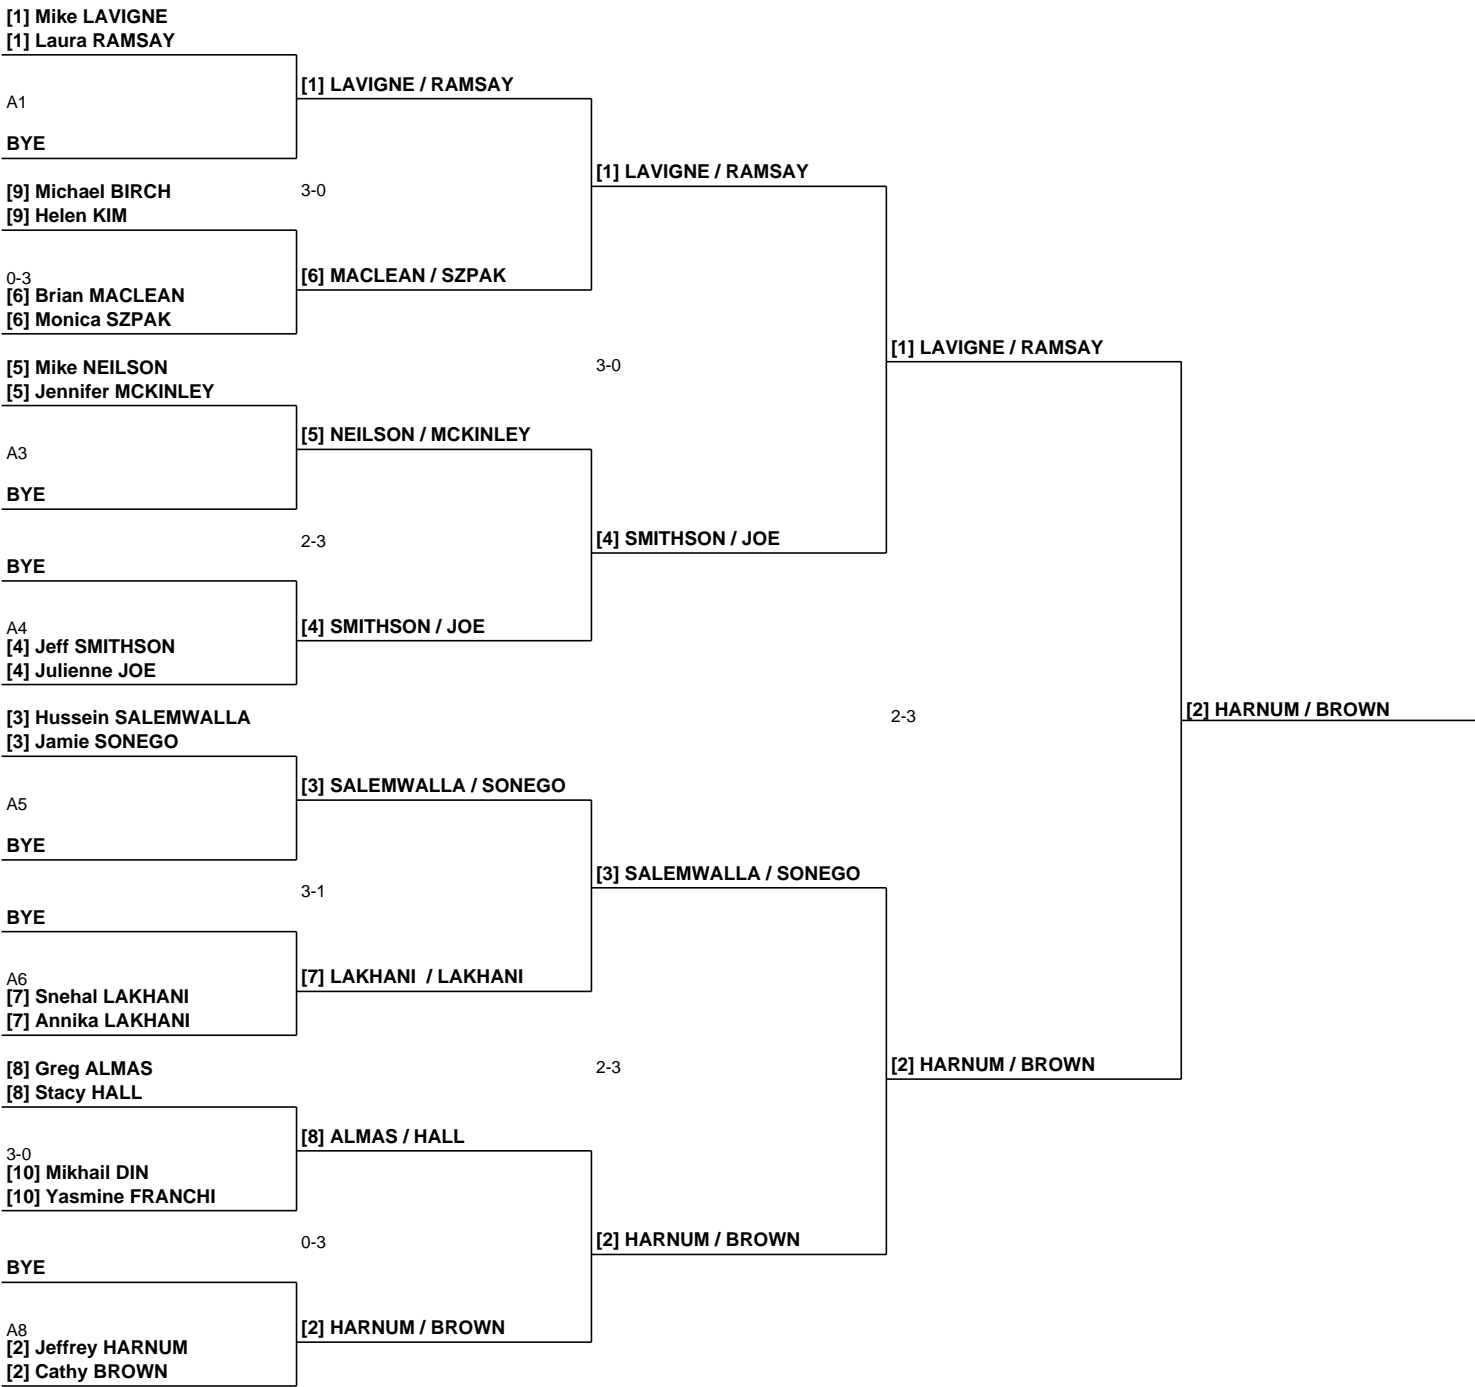 [1] Mike LAVIGNE
[1] Laura RAMSAY
[1] LAVIGNE / RAMSAY
A1
BYE
[1] LAVIGNE / RAMSAY
[9] Michael BIRCH
3-0
[9] Helen KIM
[6] MACLEAN / SZPAK
0-3
[6] Brian MACLEAN
[6] Monica SZPAK
[1] LAVIGNE / RAMSAY
[5] Mike NEILSON
3-0
[5] Jennifer MCKINLEY
[5] NEILSON / MCKINLEY
A3
BYE
2-3
[4] SMITHSON / JOE
BYE
A4
[4] SMITHSON / JOE
[4] Jeff SMITHSON
[4] Julienne JOE
[3] Hussein SALEMWALLA
2-3
[2] HARNUM / BROWN
[3] Jamie SONEGO
[3] SALEMWALLA / SONEGO
A5
BYE
[3] SALEMWALLA / SONEGO
3-1
BYE
A6
[7] LAKHANI / LAKHANI
[7] Snehal LAKHANI
[7] Annika LAKHANI
[8] Greg ALMAS
2-3
[2] HARNUM / BROWN
[8] Stacy HALL
[8] ALMAS / HALL
3-0
[10] Mikhail DIN
[10] Yasmine FRANCHI
0-3
[2] HARNUM / BROWN
BYE
A8
[2] HARNUM / BROWN
[2] Jeffrey HARNUM
[2] Cathy BROWN